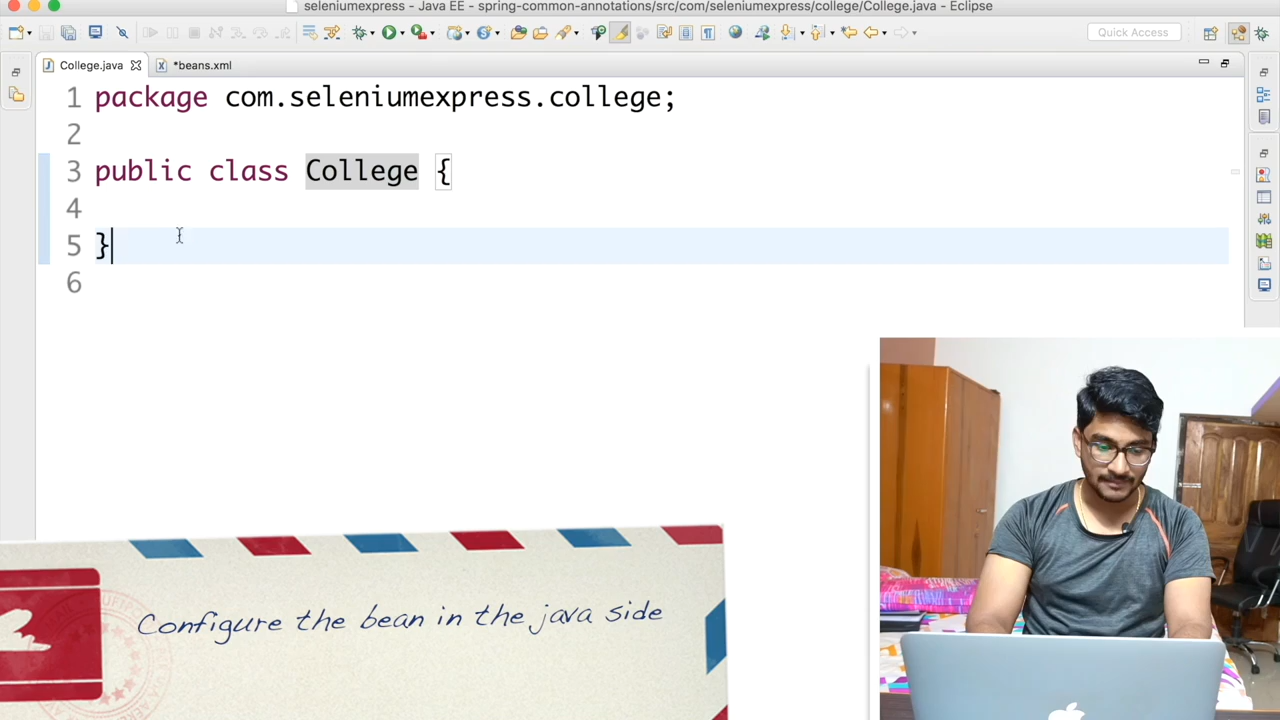 seleniumexpress - Java EE - spring-common-annotations/src/com/seleniumexpress/college/College.java - Eclipse
Quick Access
College.java
*beans.xml
1 package com.seleniumexpress.college;
2
3 public class College {
4
5 }
6
Configure the bean in the java side